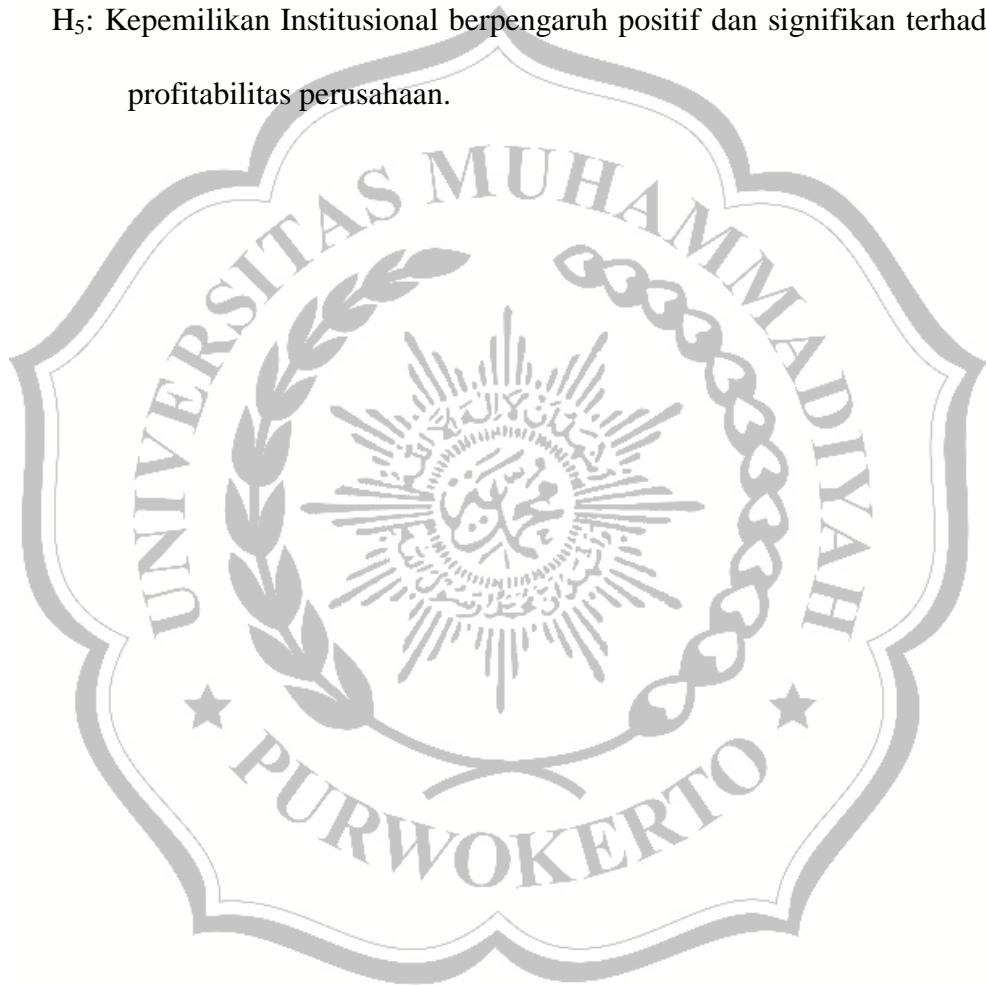 H₅: Kepemilikan Institusional berpengaruh positif dan signifikan terhad
profitabilitas perusahaan.
UNIVERSITAS MUHAMMADIYAH
PURWOKERTO